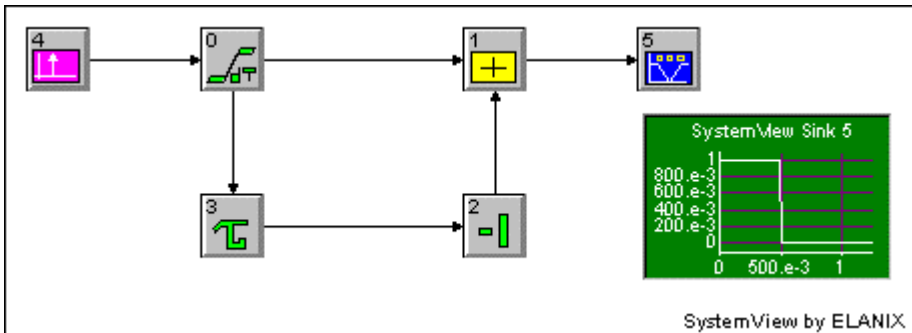 4
0
1
5
3
2
SystemView Sink 5
1
800.e-3
600.e-3
400.e-3
200.e-3
0
0 500.e-3 1
SystemView by ELANIX